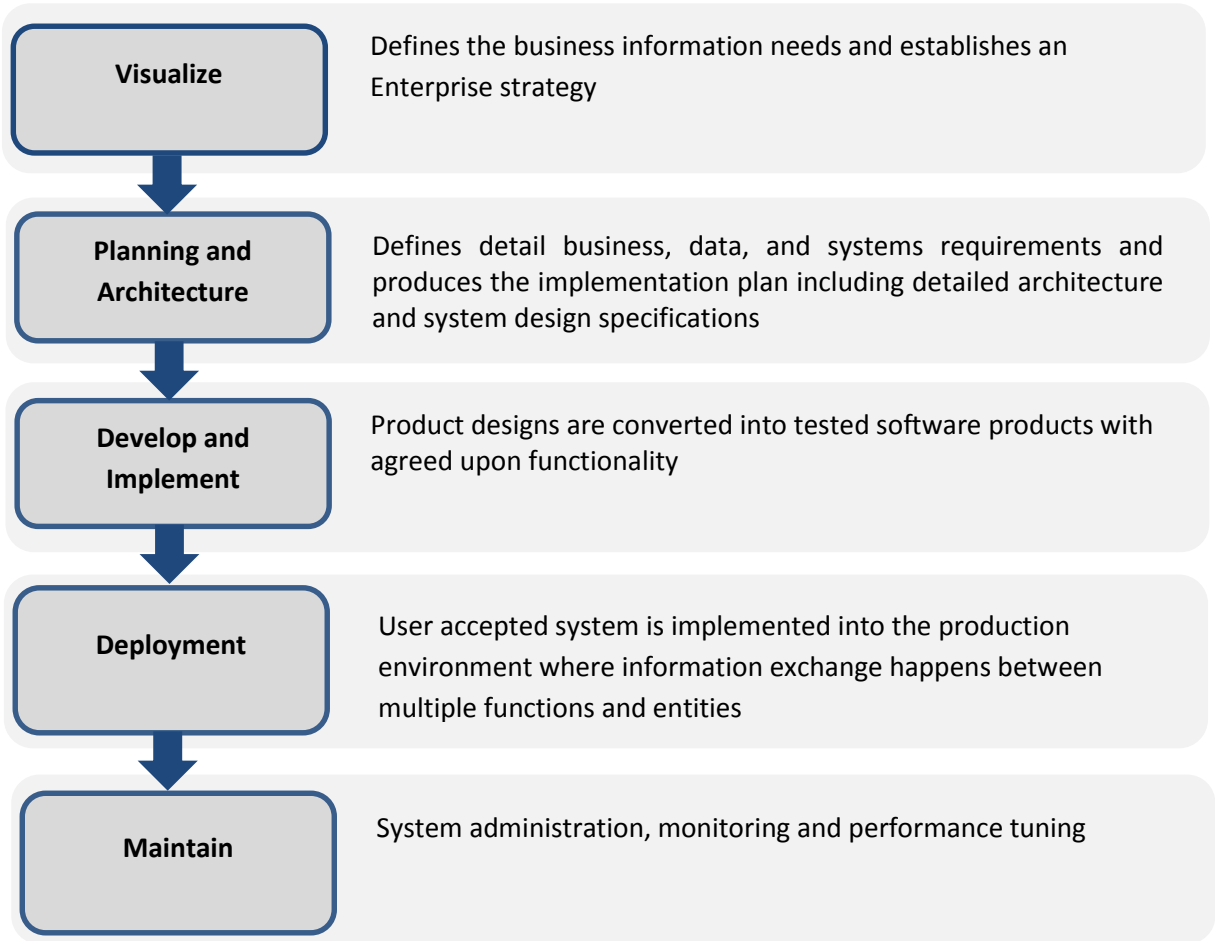 Visualize
Defines the business information needs and establishes an
Enterprise strategy
Planning and
Architecture
Defines detail business, data, and systems requirements and
produces the implementation plan including detailed architecture
and system design specifications
Develop and
Implement
Product designs are converted into tested software products with
agreed upon functionality
Deployment
User accepted system is implemented into the production
environment where information exchange happens between
multiple functions and entities
Maintain
System administration, monitoring and performance tuning